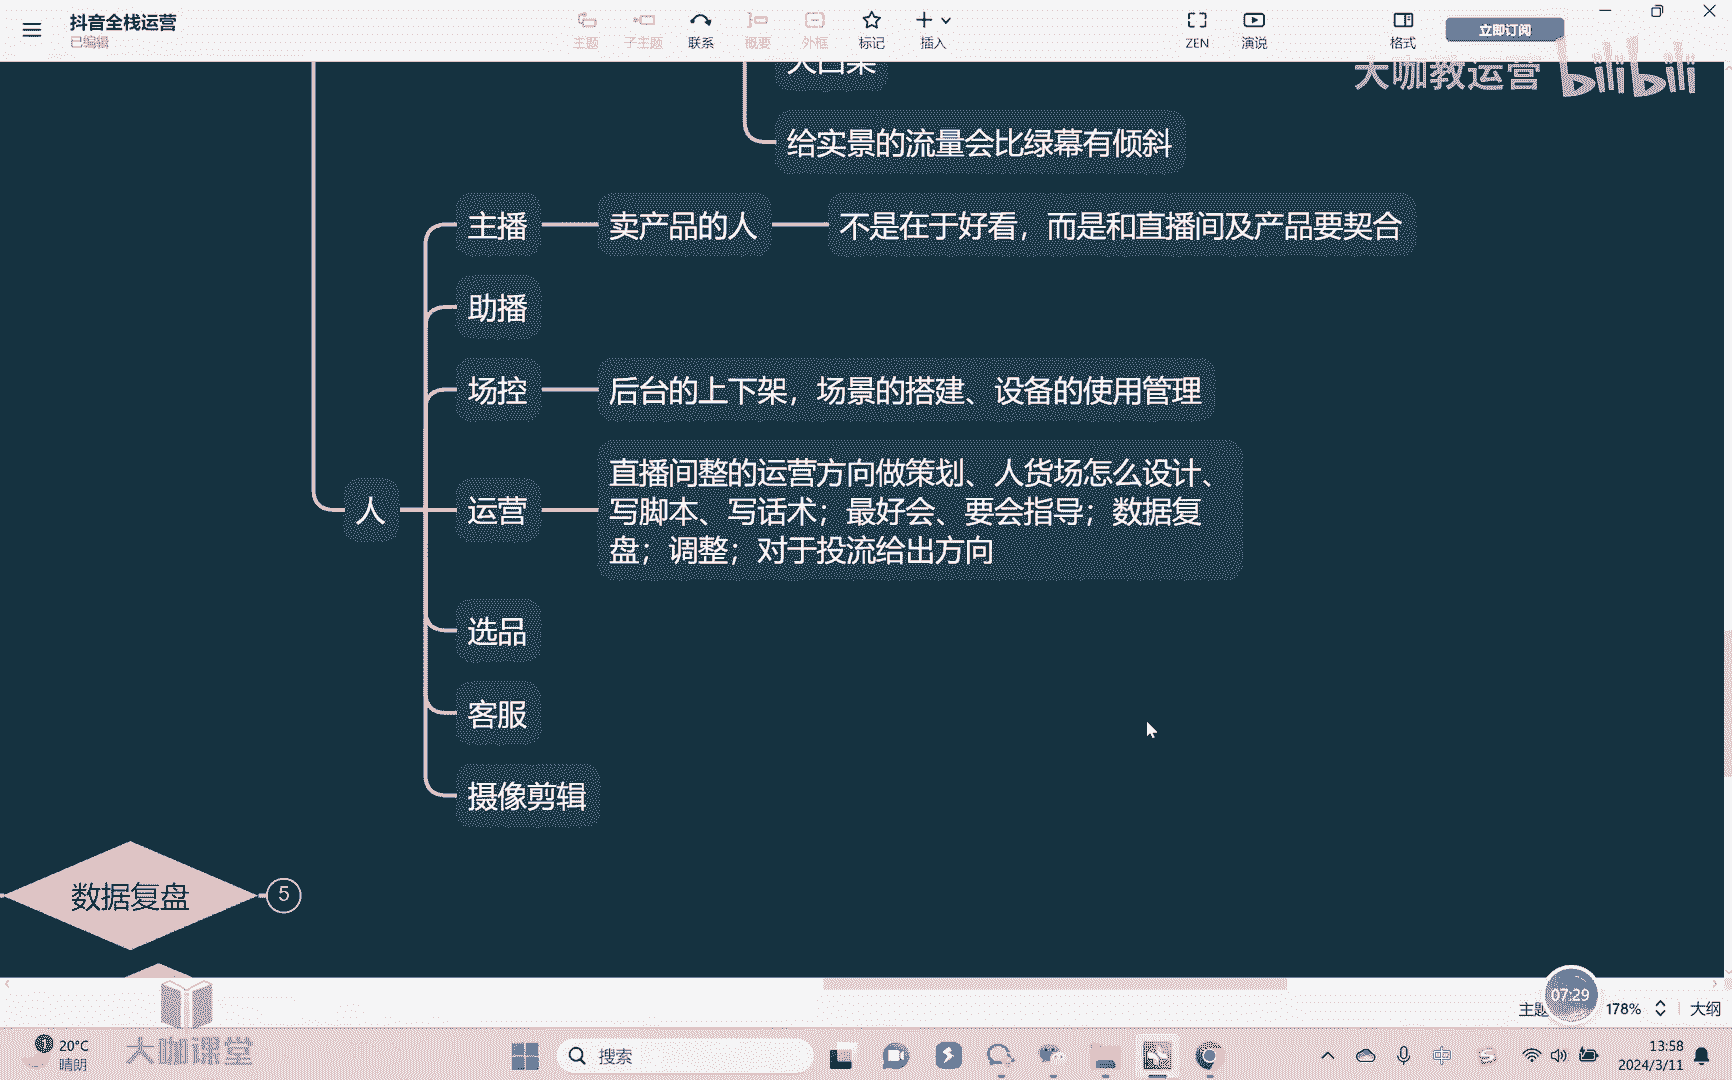 抖音全栈运营
已编辑
主题
子主题
联系
概要
外框
标记
插入
ZEN
演说
格式
立即订阅
大咖教运营 bilibili
给实景的流量会比绿幕有倾斜
主播
卖产品的人
不是在于好看，而是和直播间及产品要契合
助播
场控
后台的上下架，场景的搭建、设备的使用管理
人
运营
直播间整的运营方向做策划、人货场怎么设计、
写脚本、写话术；最好会、要会指导；数据复
盘；调整；对于投流给出方向
选品
客服
摄像剪辑
数据复盘
5
主题
07:29
178%
大纲
20°C
晴朗
大咖课堂
搜索
中
13:58
2024/3/11